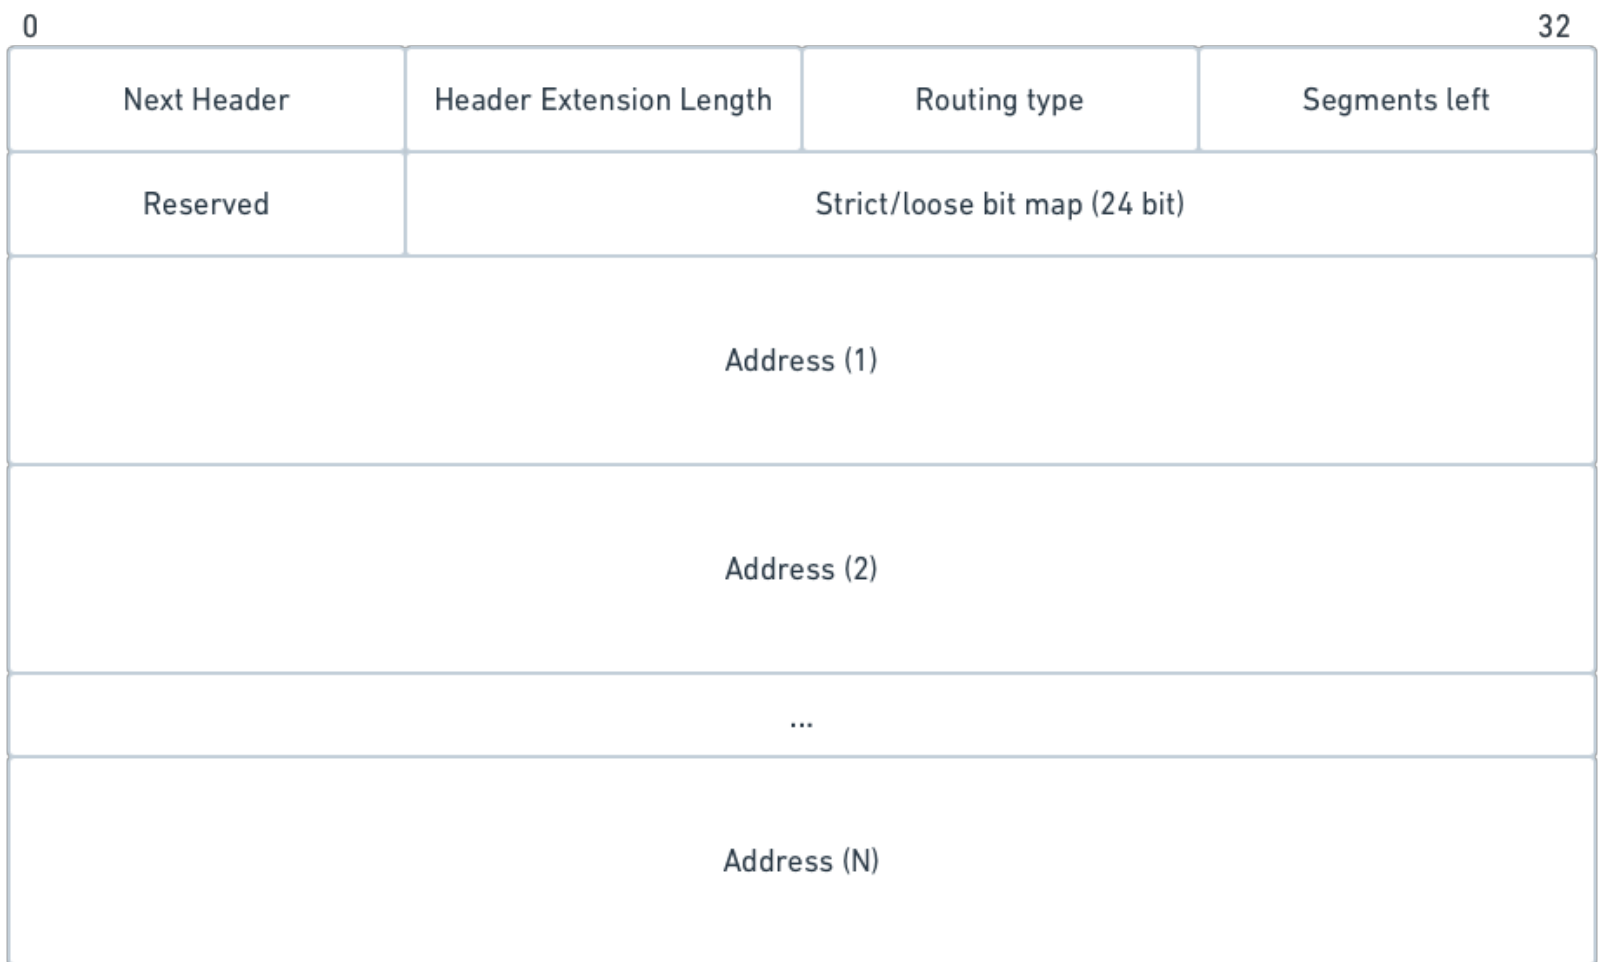 0 32
Next Header Header Extension Length Routing type Segments left
Reserved Strict/loose bit map (24 bit)
Address (1)
Address (2)
...
Address (N)